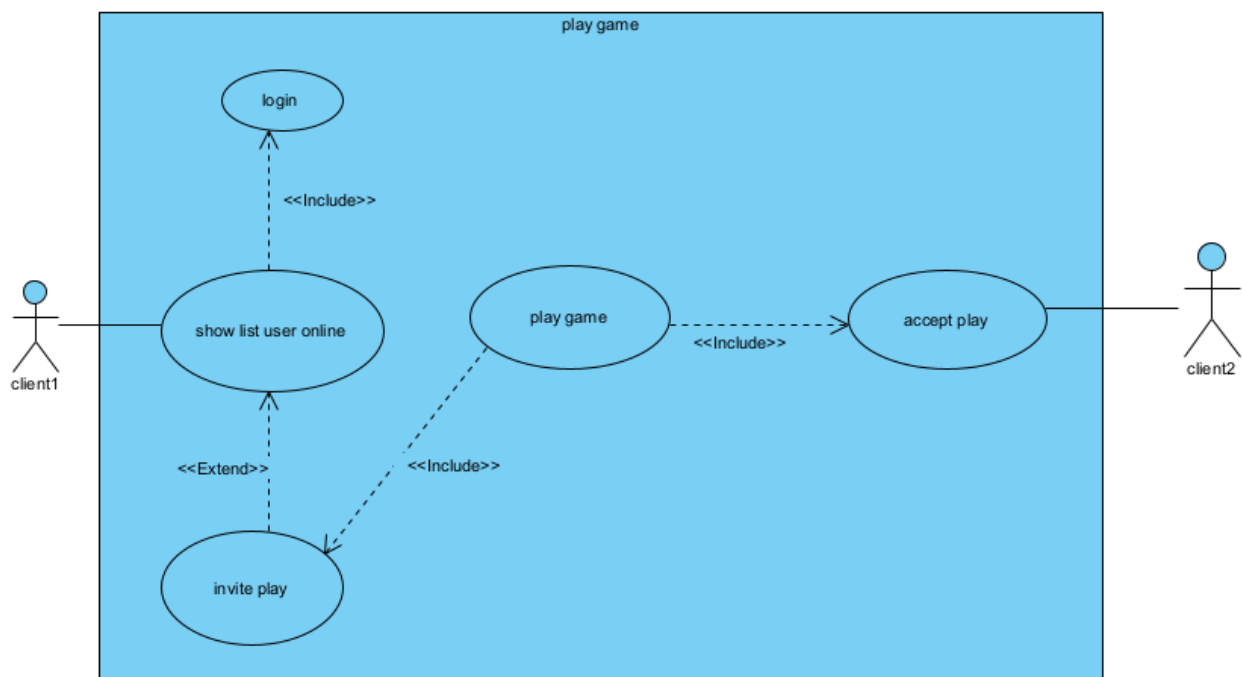 play game
login
<<Include>>
show list user online
play game
accept play
<<Include>>
client1
client2
<<Extend>>
<<Include>>
invite play